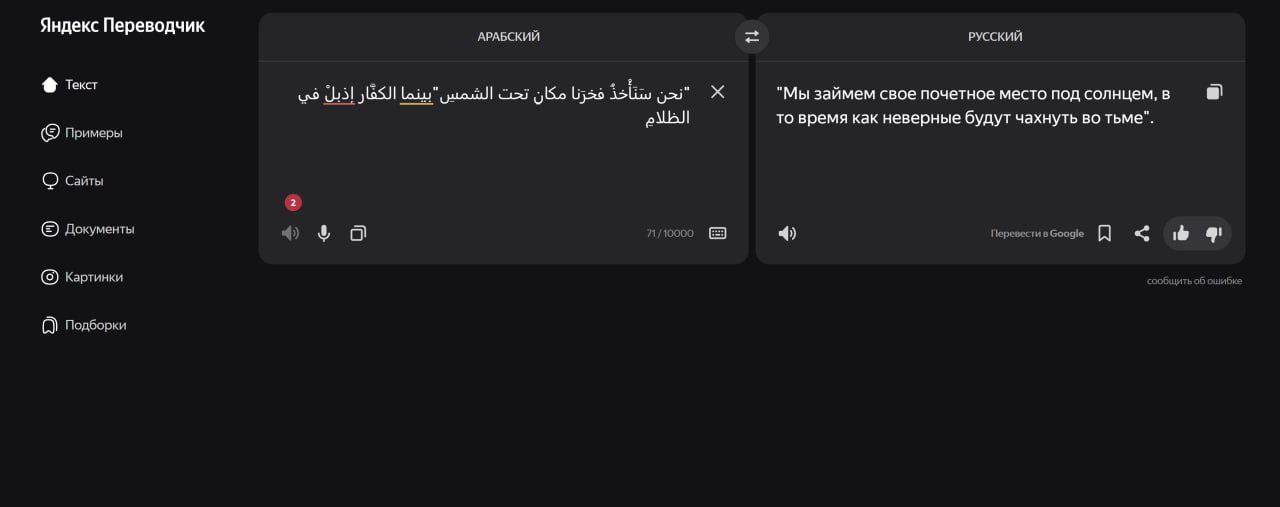 Яндекс Переводчик
Текст
Примеры
Сайты
Документы
Картинки
Подборки
АРАБСКИЙ
"نحن سَنَأْخذٌ فخرَنا مكانِ تحت الشمسِ"بينما الكفَّار إذبلْ في
الظلامِ
2
71 / 10000
РУССКИЙ
"Мы займем свое почетное место под солнцем, в
то время как неверные будут чахнуть во тьме".
Перевести в Google
сообщить об ошибке